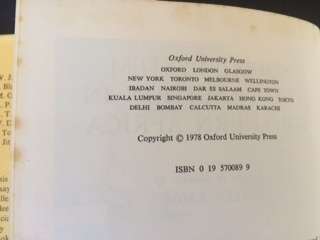 Oxford University Press
OXFORD LONDON GLASGOW
NEW YORK TORONTO MELBOURNE WELLINGTON
IBADAN NAIROBI DAR ES SALAAM CAPE TOWN
KUALA LUMPUR SINGAPORE JAKARTA HONG KONG TOKYO
DELHI BOMBAY CALCUTTA MADRAS KARACHI
Copyright © 1978 Oxford University Press
ISBN 0 19 570089 9